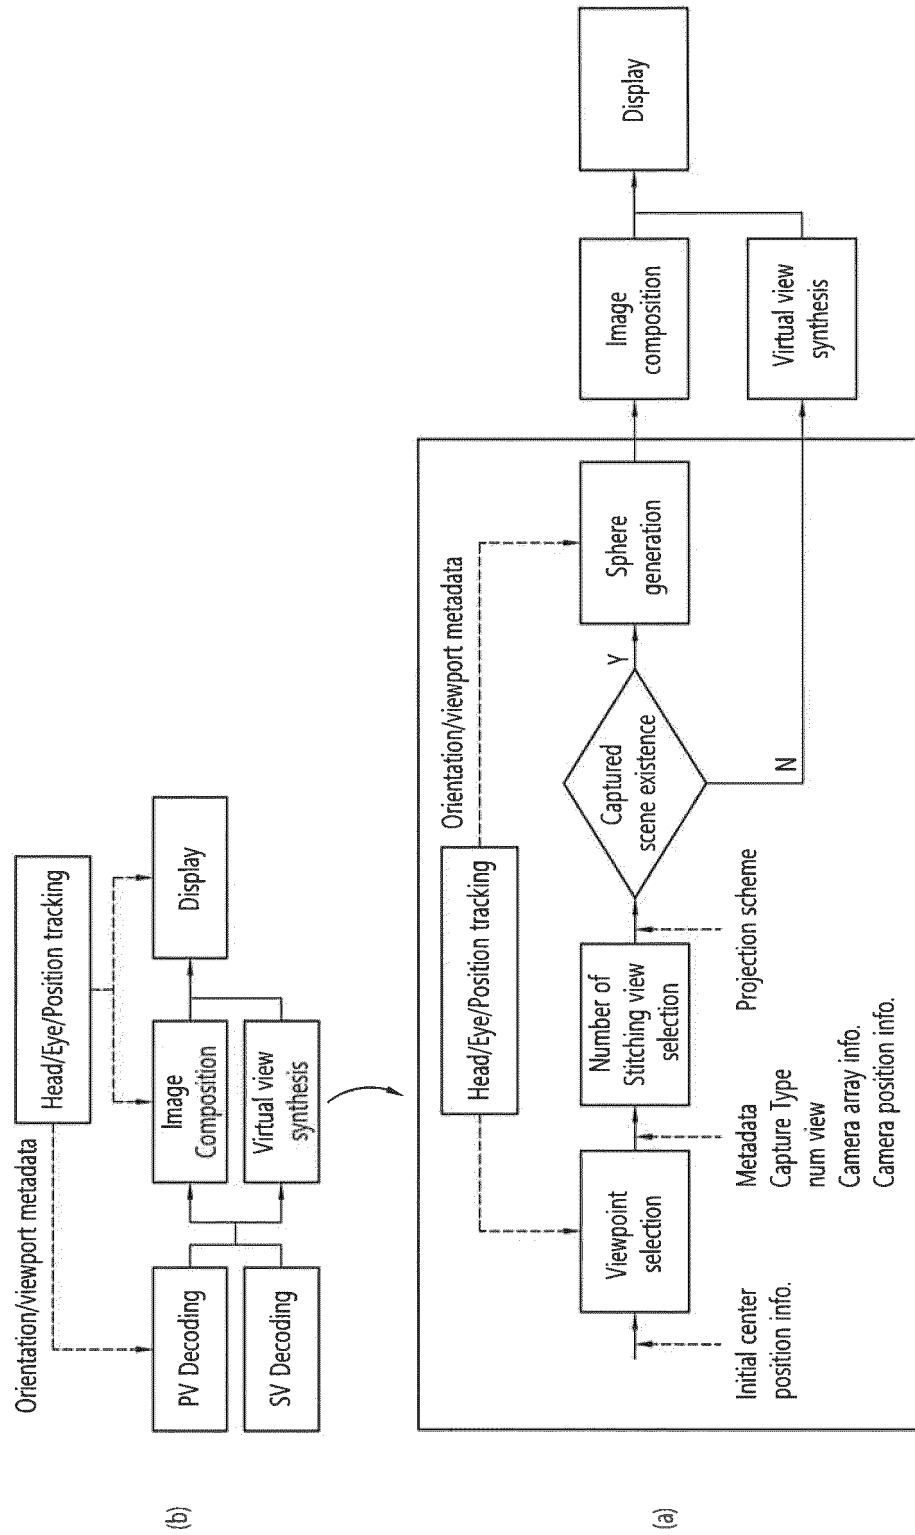 Orientation/viewport metadata
Head/Eye/Position tracking
PV Decoding
SV Decoding
Image
Composition
Virtual view
synthesis
Display
(b)
Head/Eye/Position tracking
Orientation/viewport metadata
Initial center
position info.
Viewpoint
selection
Metadata
Capture Type
num view
Camera array info.
Camera position info.
Number of
Stitching view
selection
Projection scheme
Captured
scene existence
Y
N
Sphere
generation
Image
composition
Virtual view
synthesis
Display
(a)